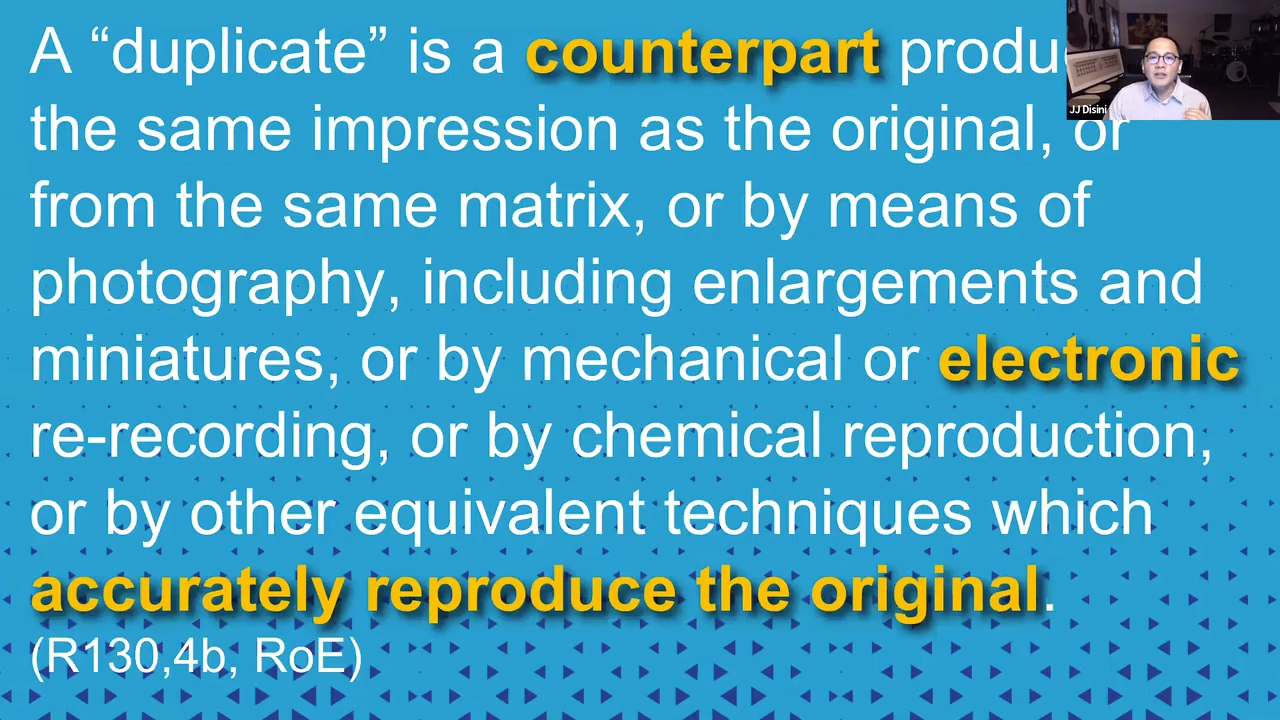 A “duplicate” is a counterpart
the same impression as the original, or
from the same matrix, or by means of
photography, including enlargements and
miniatures, or by mechanical or electronic
re-recording, or by chemical reproduction,
or by other equivalent techniques which
accurately reproduce the original.
(R130,4b, RoE)
JJ Disini